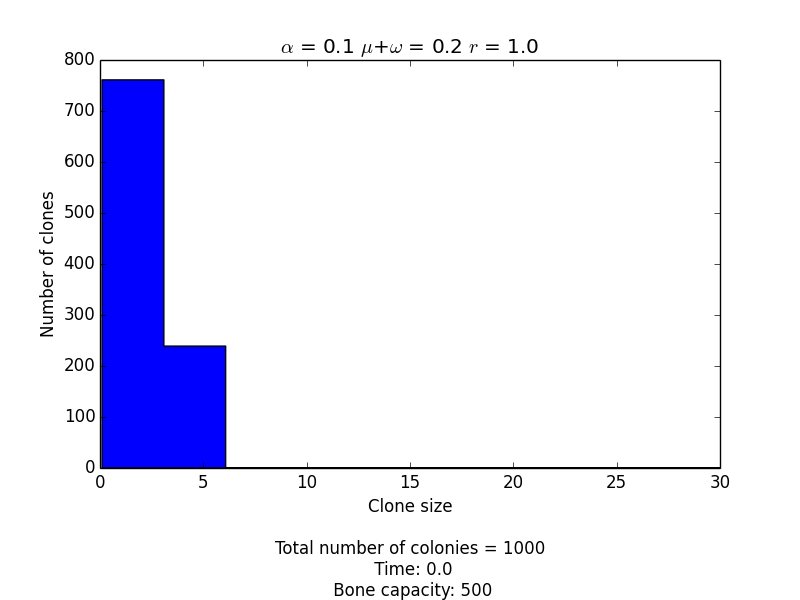 α = 0.1 μ+ω = 0.2 r = 1.0
800
700
600
500
400
300
200
100
0
Number of clones
0 5 10 15 20 25 30
Clone size
Total number of colonies = 1000
Time: 0.0
Bone capacity: 500